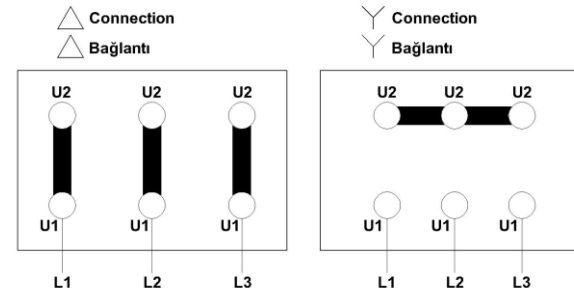 Connection
Bağlantı
U2 U2 U2
U1 U1 U1
L1 L2 L3
Connection
Bağlantı
U2 U2 U2
U1 U1 U1
L1 L2 L3